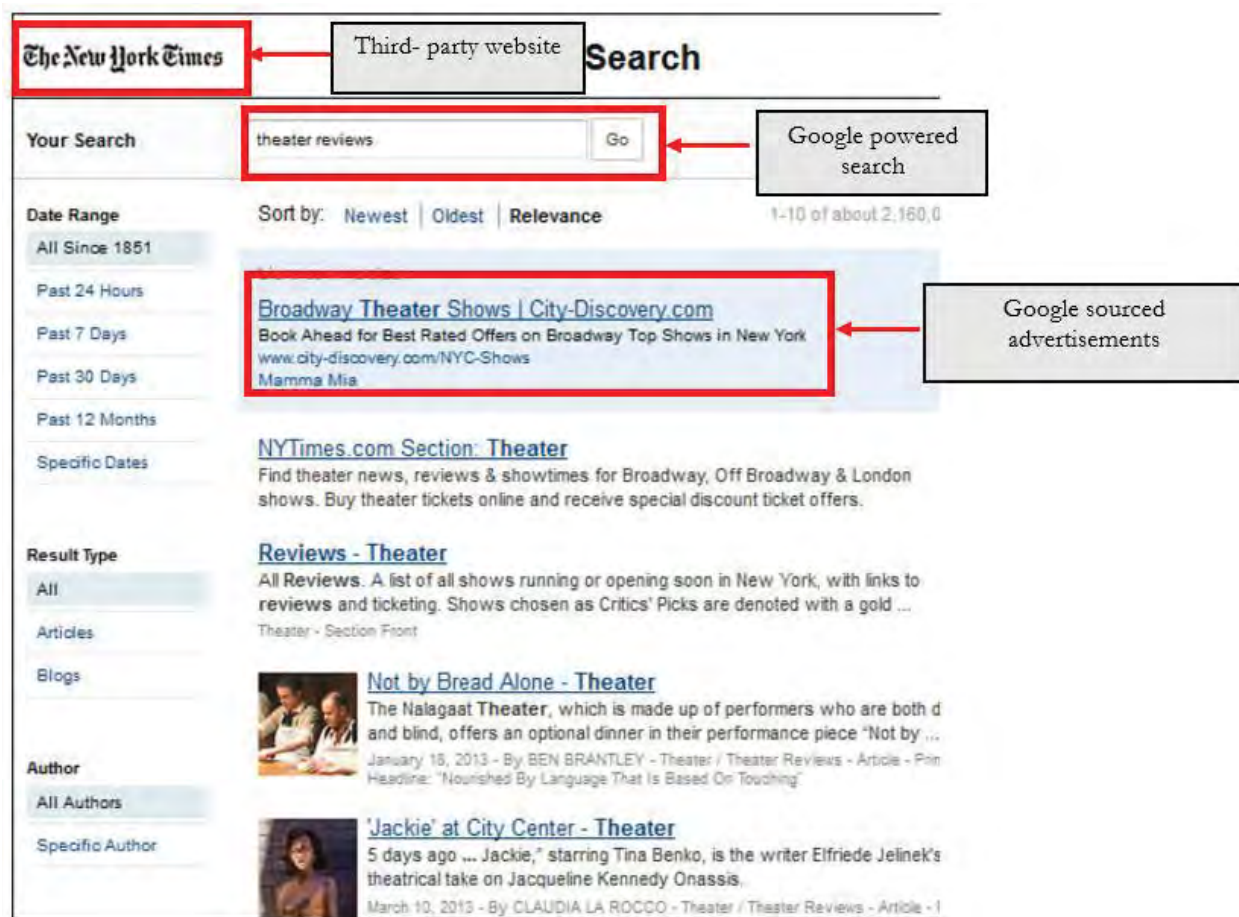 The New York Times
Third- party website
Search
Your Search
theater reviews
Go
Google powered
search
Date Range
All Since 1851
Past 24 Hours
Past 7 Days
Past 30 Days
Past 12 Months
Specific Dates
Sort by: Newest | Oldest | Relevance
1-10 of about 2,160,0
Broadway Theater Shows | City-Discovery.com
Book Ahead for Best Rated Offers on Broadway Top Shows in New York
www.city-discovery.com/NYC-Shows
Mamma Mia
Google sourced
advertisements
NYTimes.com Section: Theater
Find theater news, reviews & showtimes for Broadway, Off Broadway & London
shows. Buy theater tickets online and receive special discount ticket offers.
Result Type
All
Articles
Blogs
Reviews - Theater
All Reviews. A list of all shows running or opening soon in New York, with links to
reviews and ticketing. Shows chosen as Critics' Picks are denoted with a gold ...
Theater - Section Front
Not by Bread Alone - Theater
The Nalagaat Theater, which is made up of performers who are both d
and blind, offers an optional dinner in their performance piece "Not by ...
January 18, 2013 - By BEN BRANTLEY - Theater / Theater Reviews - Article - Prin
Headline: "Nourished By Language That Is Based On Touching"
Author
All Authors
Specific Author
'Jackie' at City Center - Theater
5 days ago ... Jackie," starring Tina Benko, is the writer Elfriede Jelinek's
theatrical take on Jacqueline Kennedy Onassis.
March 10, 2013 - By CLAUDIA LA ROCCO - Theater / Theater Reviews - Article -